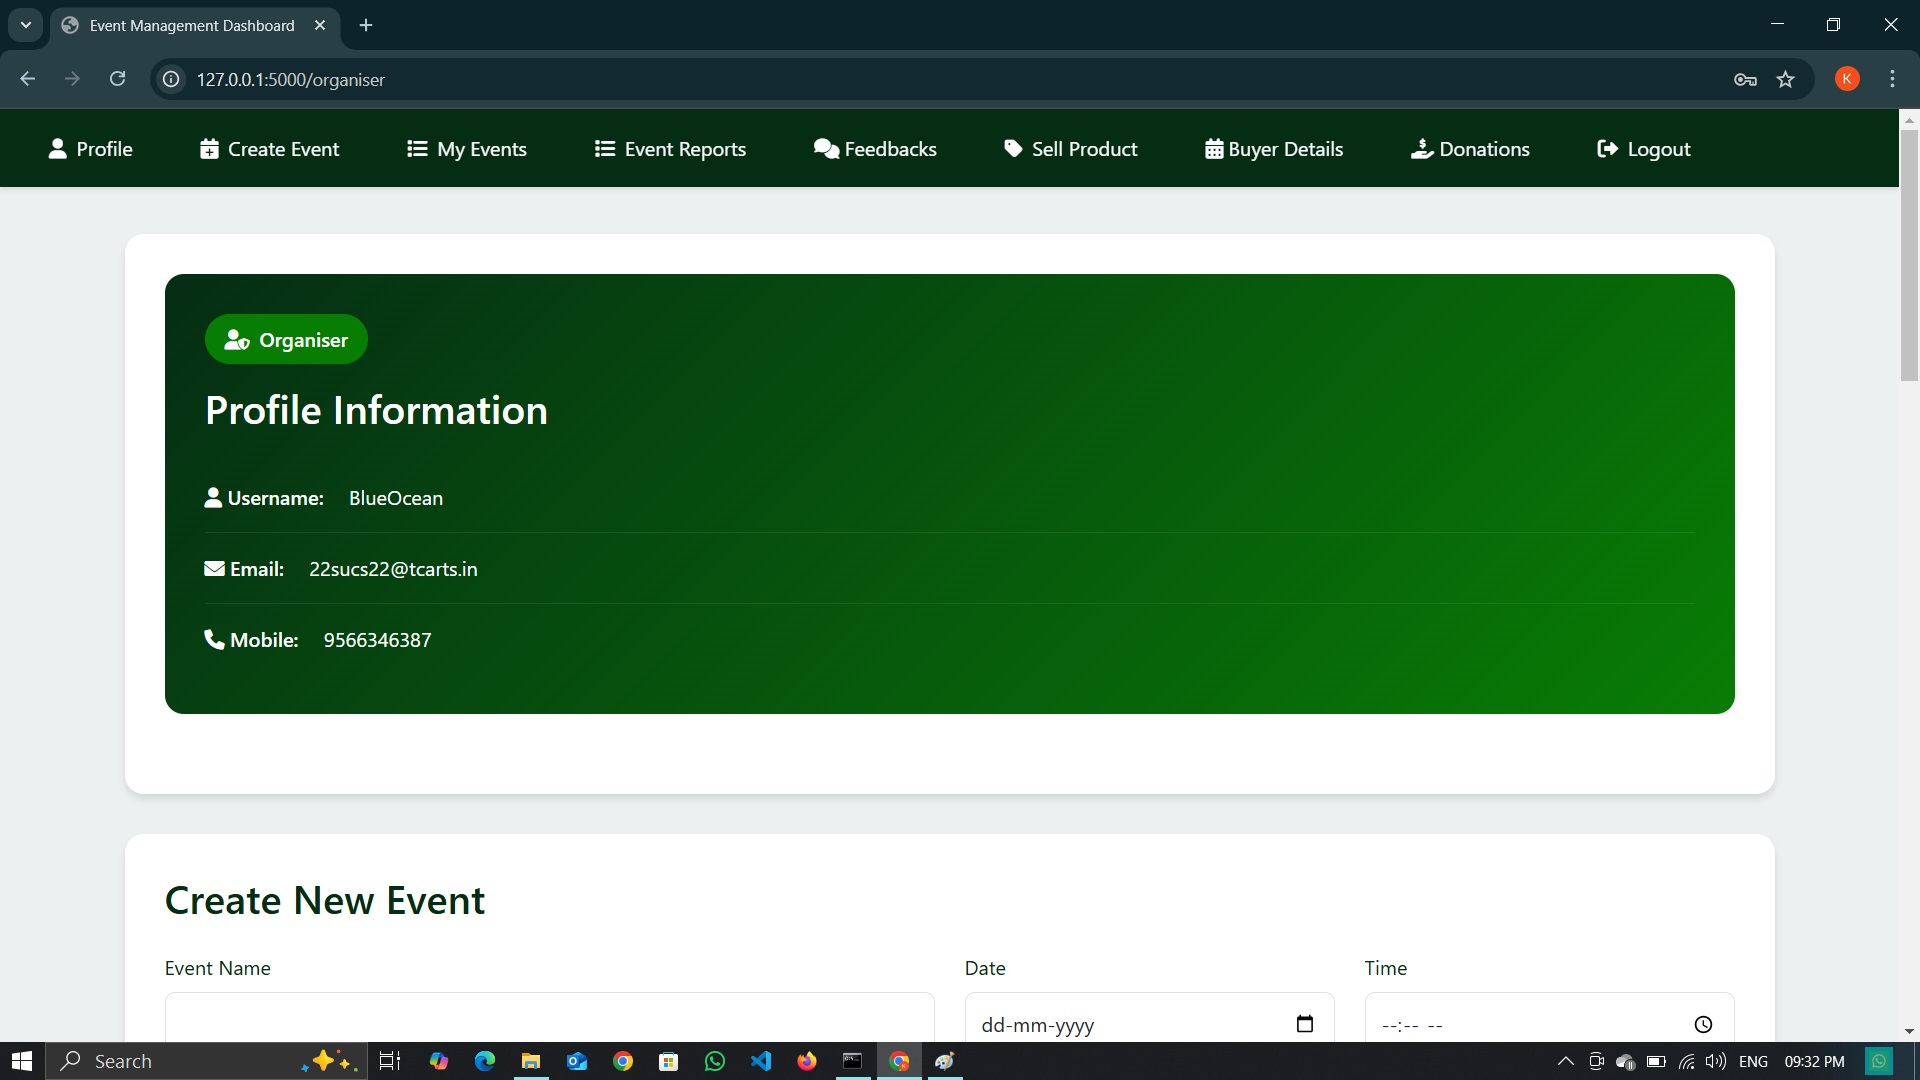 Event Management Dashboard
127.0.0.1:5000/organiser
K
Profile
Create Event
My Events
Event Reports
Feedbacks
Sell Product
Buyer Details
Donations
Logout
Organiser
Profile Information
Username: BlueOcean
Email: 22sucs22@tcarts.in
Mobile: 9566346387
Create New Event
Event Name
Date
Time
dd-mm-yyyy
--:-- --
Search
ENG
09:32 PM